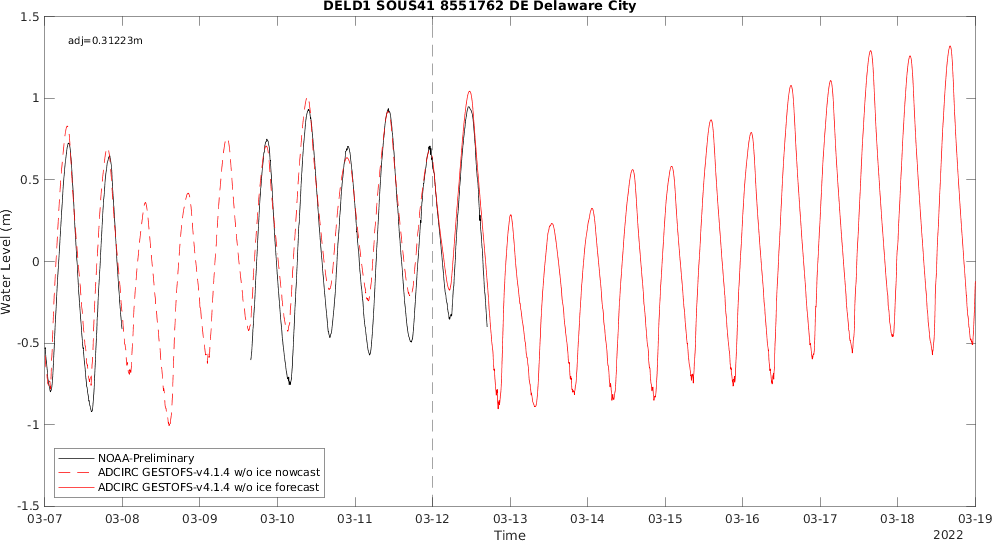 DELD1 SOUS41 8551762 DE Delaware City
adj=0.31223m
Water Level (m)
1.5
1
0.5
0
-0.5
-1
-1.5
NOAA-Preliminary
ADCIRC GESTOFS-v4.1.4 w/o ice nowcast
ADCIRC GESTOFS-v4.1.4 w/o ice forecast
03-07 03-08 03-09 03-10 03-11 03-12 03-13 03-14 03-15 03-16 03-17 03-18 03-19
Time
2022